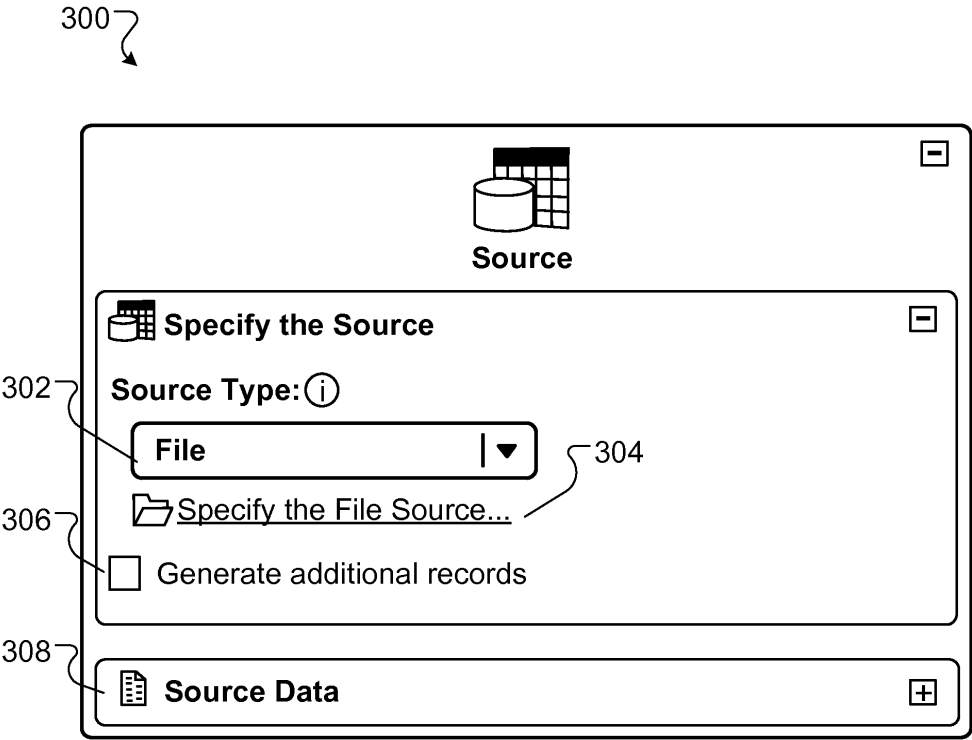 300
Source
Specify the Source
302
Source Type: i
File
304
Specify the File Source...
306
Generate additional records
308
Source Data